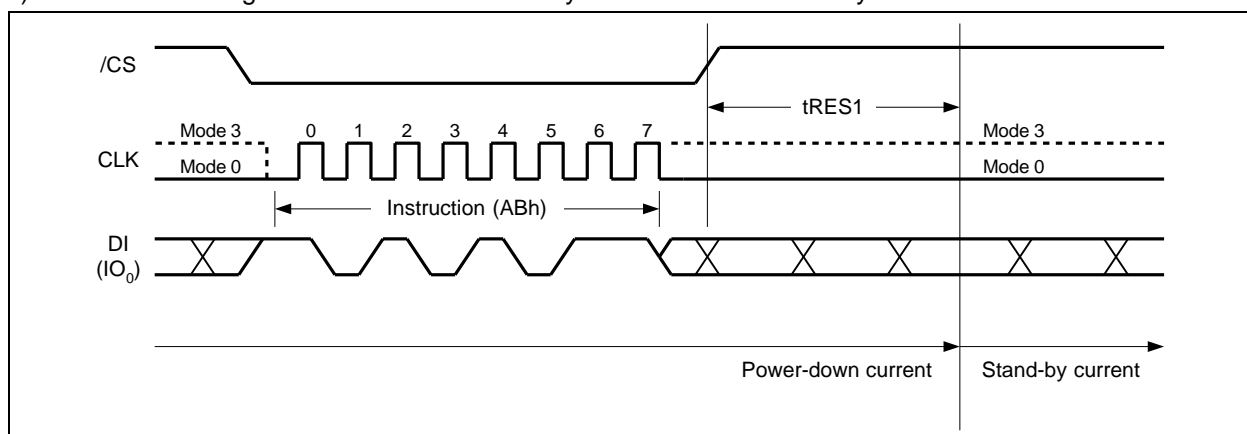 /CS
tRES1
Mode 3 0 1 2 3 4 5 6 7 Mode 3
CLK
Mode 0 Mode 0
Instruction (ABh)
DI
(IO0)
Power-down current Stand-by current